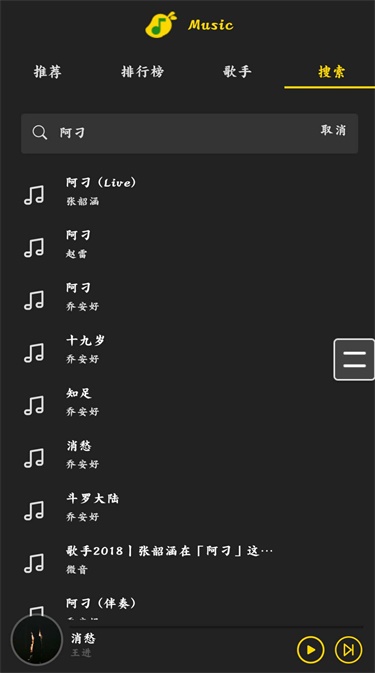 Music
推荐 排行榜 歌手 搜索
阿刁 取消
阿刁 (Live)
张韶涵
阿刁
赵雷
阿刁
乔安好
十九岁
乔安好
知足
乔安好
消愁
乔安好
斗罗大陆
乔安好
歌手2018丨张韶涵在「阿刁」这…
微音
阿刁 (伴奏)
消愁
王进